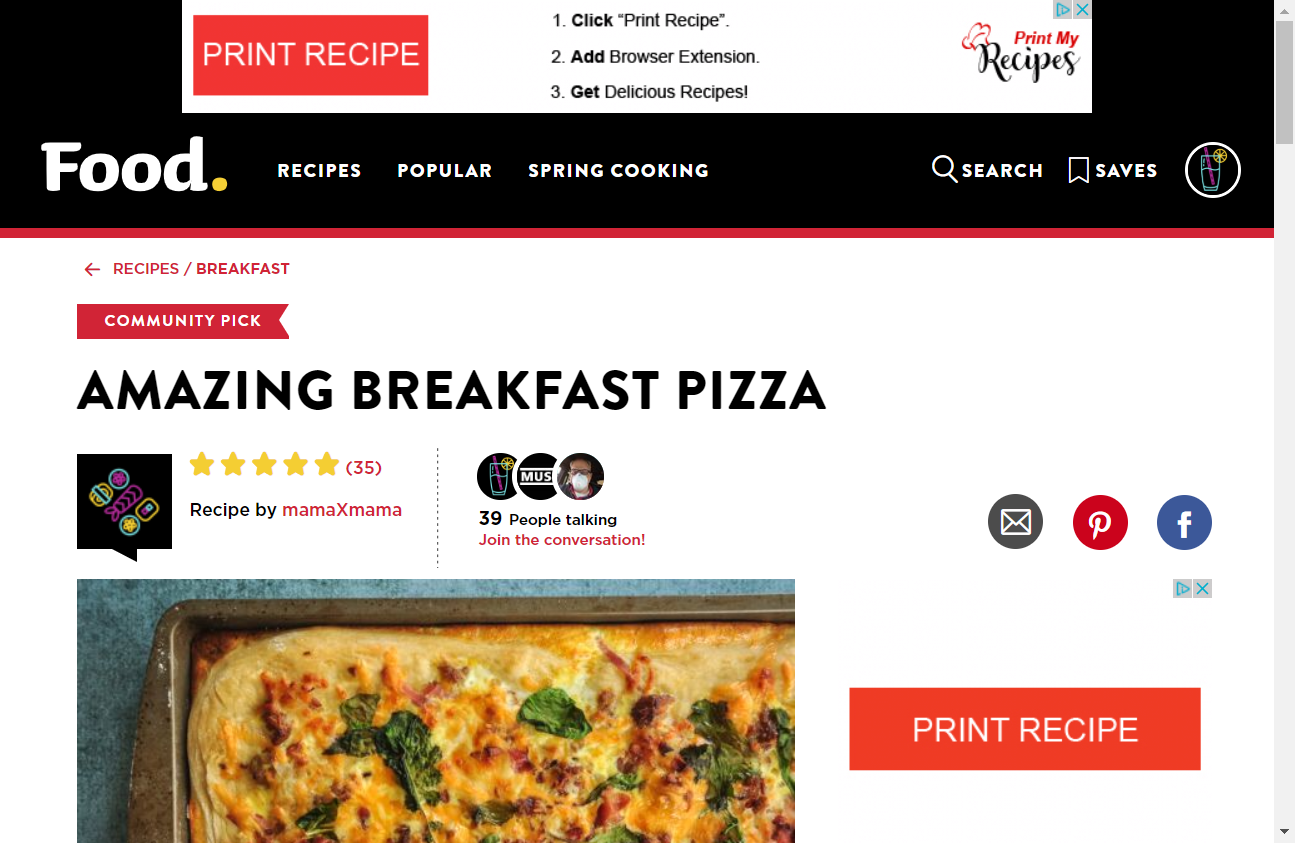 PRINT RECIPE
1. Click “Print Recipe”.
2. Add Browser Extension.
3. Get Delicious Recipes!
Print My
Recipes
Food.
RECIPES
POPULAR
SPRING COOKING
SEARCH
SAVES
RECIPES / BREAKFAST
COMMUNITY PICK
AMAZING BREAKFAST PIZZA
(35)
Recipe by mamaXmama
MUS
39 People talking
Join the conversation!
PRINT RECIPE